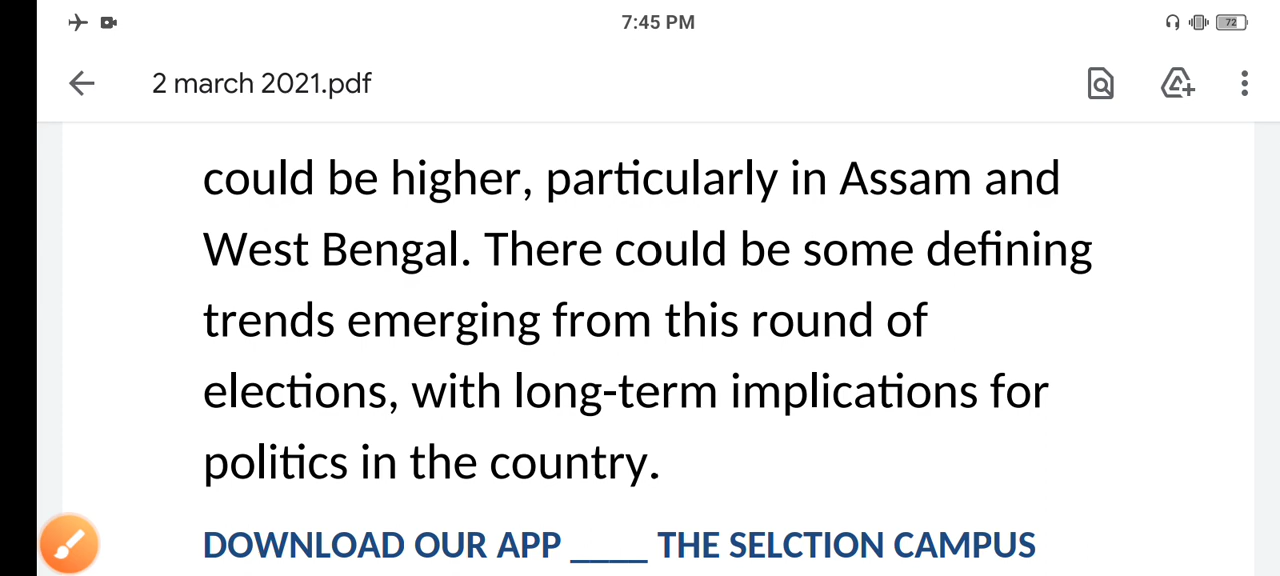 7:45 PM
72
2 march 2021.pdf
could be higher, particularly in Assam and
West Bengal. There could be some defining
trends emerging from this round of
elections, with long-term implications for
politics in the country.
DOWNLOAD OUR APP ____ THE SELCTION CAMPUS